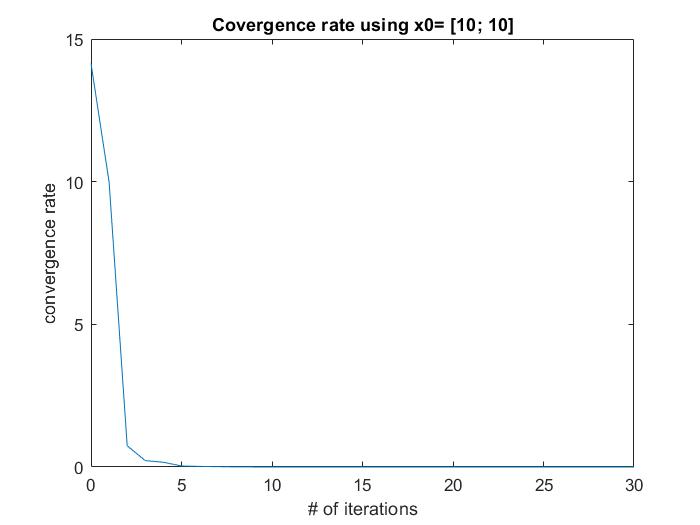 Covergence rate using x0= [10; 10]
15
10
5
0
convergence rate
0 5 10 15 20 25 30
# of iterations